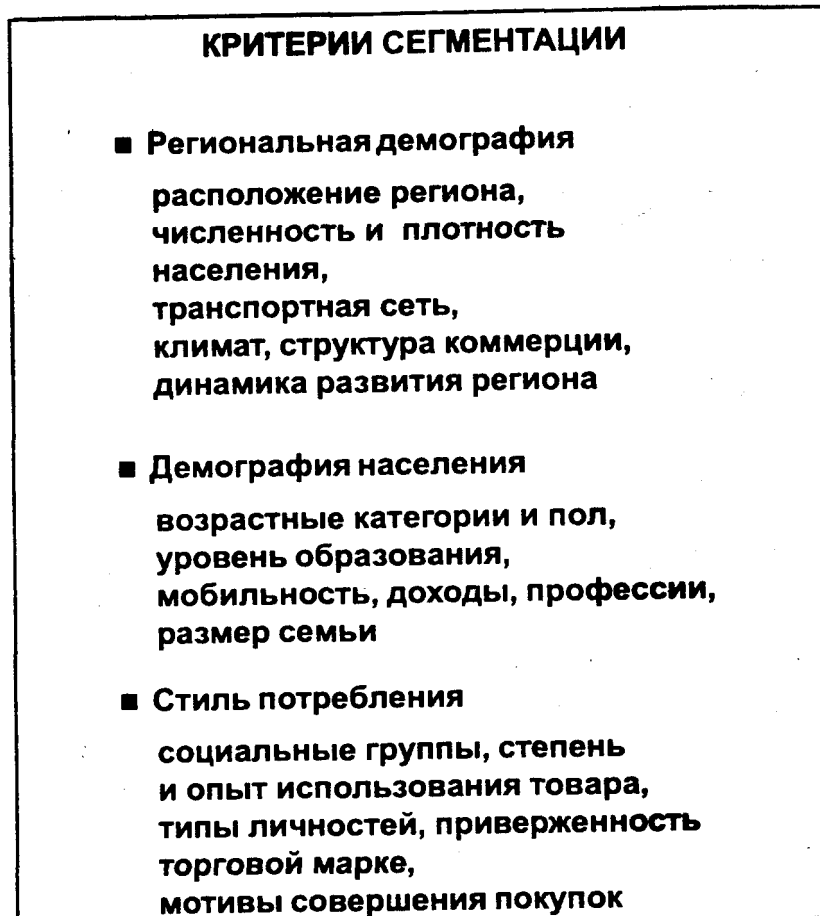 КРИТЕРИИ СЕГМЕНТАЦИИ
■ Региональная демография
расположение региона,
численность и плотность
населения,
транспортная сеть,
климат, структура коммерции,
динамика развития региона
■ Демография населения
возрастные категории и пол,
уровень образования,
мобильность, доходы, профессии,
размер семьи
■ Стиль потребления
социальные группы, степень
и опыт использования товара,
типы личностей, приверженность
торговой марке,
мотивы совершения покупок